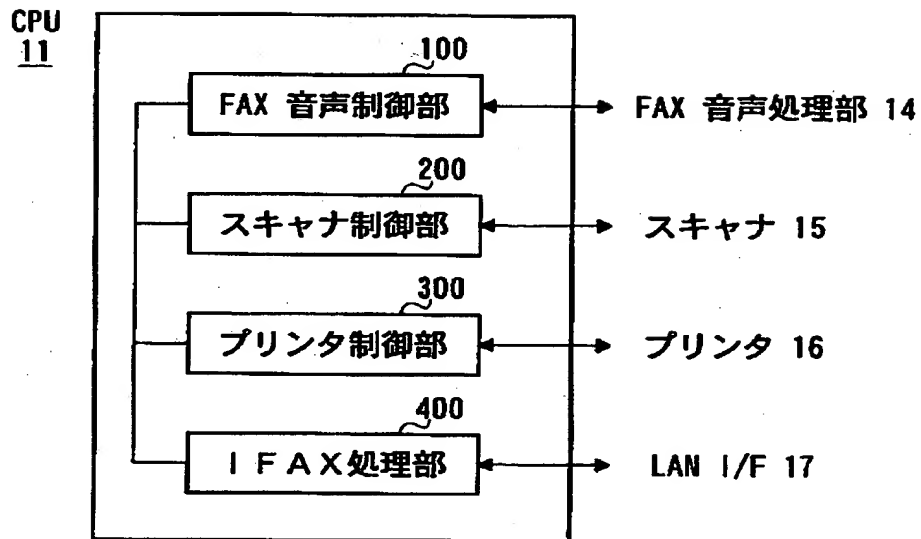 CPU
11
100
FAX 音声制御部
FAX 音声処理部 14
200
スキャナ制御部
スキャナ 15
300
プリンタ制御部
プリンタ 16
400
IFAX処理部
LAN I/F 17